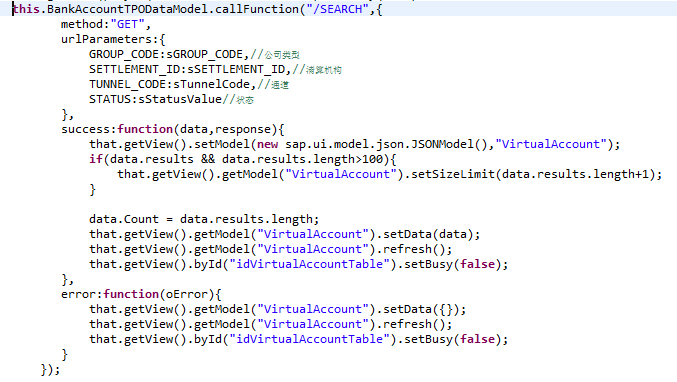 this.BankAccountTPODataModel.callFunction("/SEARCH",{
method:"GET",
urlParameters:{
GROUP_CODE:sGROUP_CODE,//公司类型
SETTLEMENT_ID:sSETTLEMENT_ID,//清算机构
TUNNEL_CODE:sTunnelCode,//通道
STATUS:sStatusValue//状态
},
success:function(data,response){
that.getView().setModel(new sap.ui.model.json.JSONModel(),"VirtualAccount");
if(data.results && data.results.length>100){
that.getView().getModel("VirtualAccount").setSizeLimit(data.results.length+1);
}
data.Count = data.results.length;
that.getView().getModel("VirtualAccount").setData(data);
that.getView().getModel("VirtualAccount").refresh();
that.getView().byId("idVirtualAccountTable").setBusy(false);
},
error:function(oError){
that.getView().getModel("VirtualAccount").setData({});
that.getView().getModel("VirtualAccount").refresh();
that.getView().byId("idVirtualAccountTable").setBusy(false);
}
});